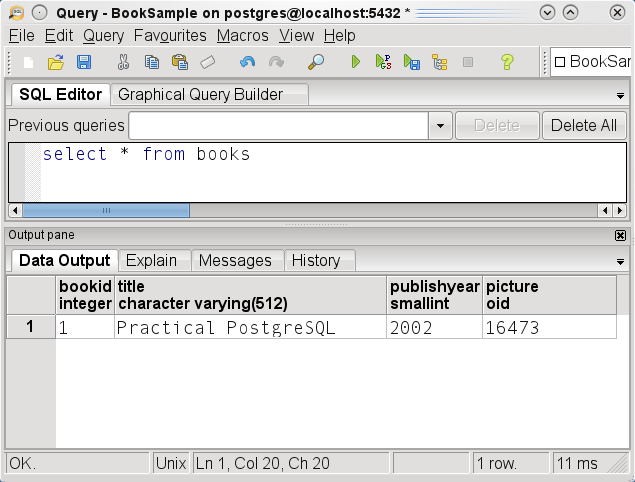 Query - BookSample on postgres@localhost:5432 *
File Edit Query Favourites Macros View Help
BookSar
SQL Editor Graphical Query Builder
Previous queries Delete Delete All
select * from books
Output pane
Data Output Explain Messages History
bookid title publishyear picture
integer character varying(512) smallint oid
1 1 Practical PostgreSQL 2002 16473
OK. Unix Ln 1, Col 20, Ch 20 1 row. 11 ms